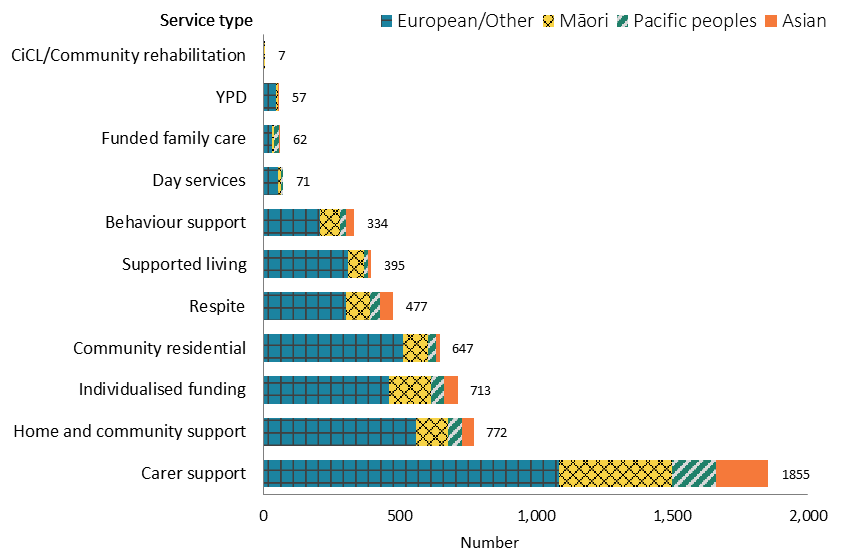 Service type
European/Other Māori Pacific peoples Asian
CiCL/Community rehabilitation 7
YPD 57
Funded family care 62
Day services 71
Behaviour support 334
Supported living 395
Respite 477
Community residential 647
Individualised funding 713
Home and community support 772
Carer support 1855
0 500 1,000 1,500 2,000
Number